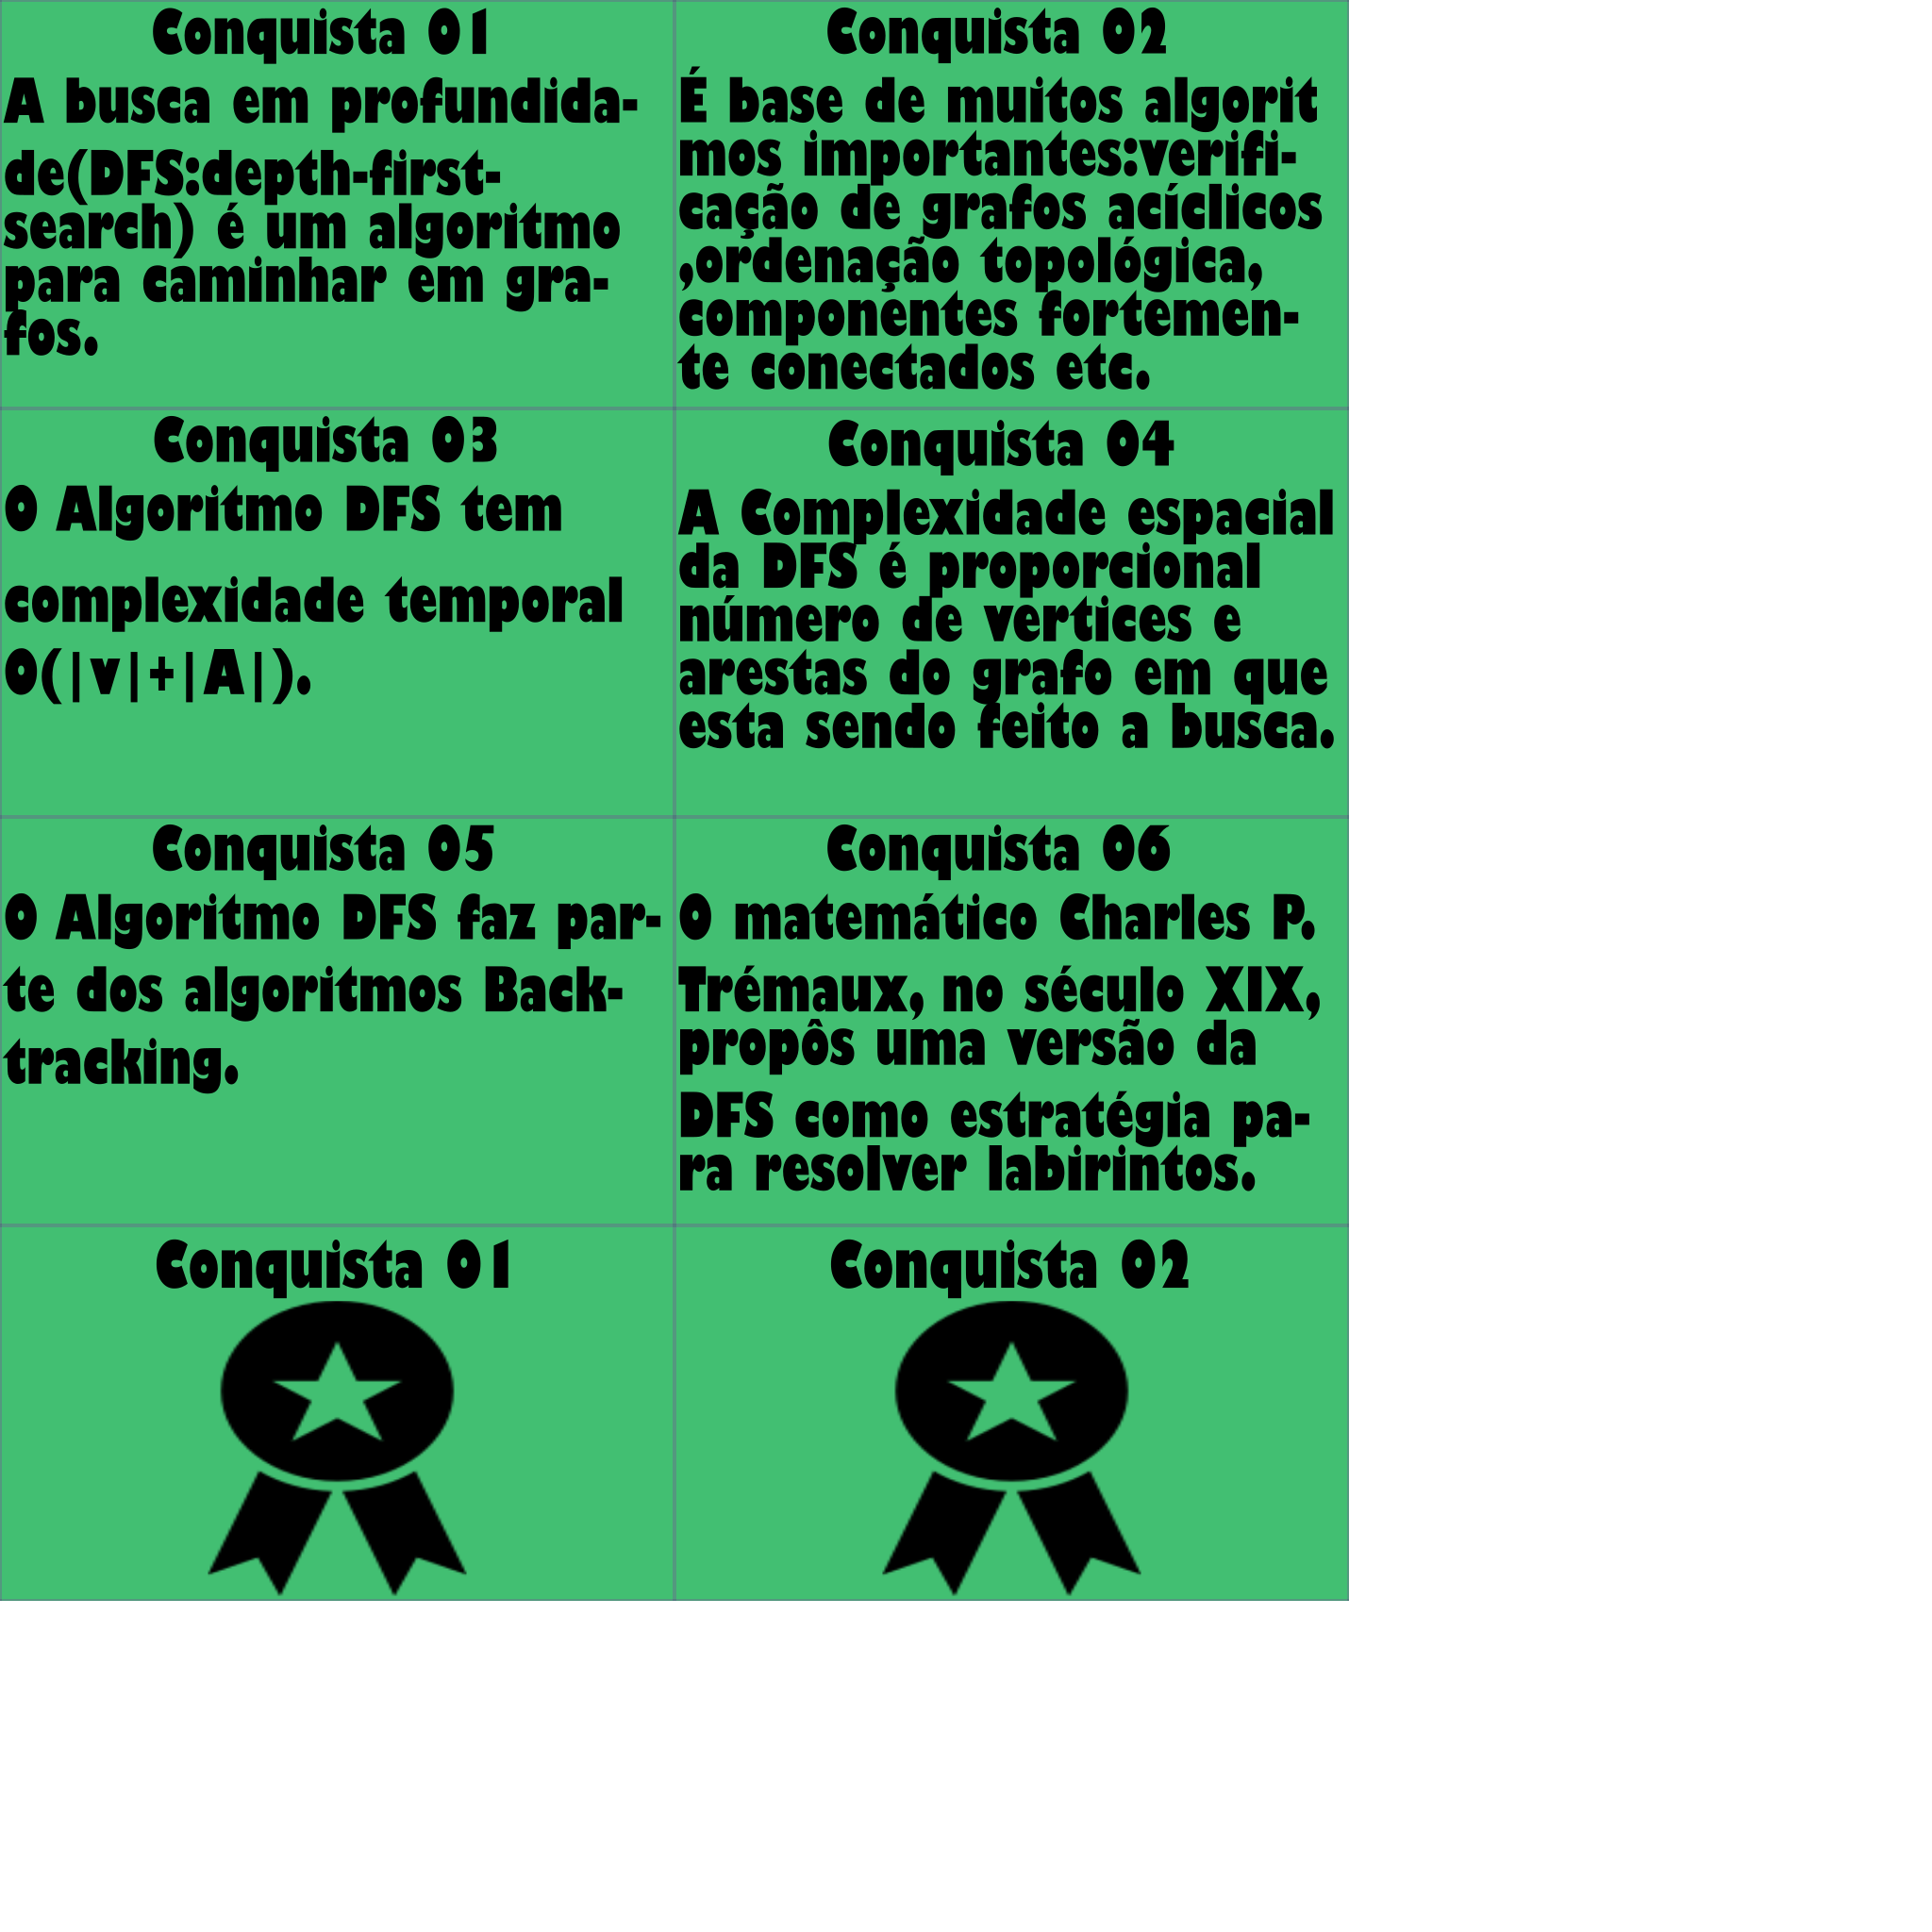 Conquista 01
A busca em profundida-
de(DFS:depth-first-
search) é um algoritmo
para caminhar em gra-
fos.
Conquista 02
É base de muitos algorit
mos importantes:verifi-
cação de grafos acíclicos
,ordenação topológica,
componentes fortemen-
te conectados etc.
Conquista 03
O Algoritmo DFS tem
complexidade temporal
O(|v|+|A|).
Conquista 04
A Complexidade espacial
da DFS é proporcional
número de vertices e
arestas do grafo em que
esta sendo feito a busca.
Conquista 05
O Algoritmo DFS faz par-
te dos algoritmos Back-
tracking.
Conquista 06
O matemático Charles P.
Trémaux, no século XIX,
propôs uma versão da
DFS como estratégia pa-
ra resolver labirintos.
Conquista 01
Conquista 02